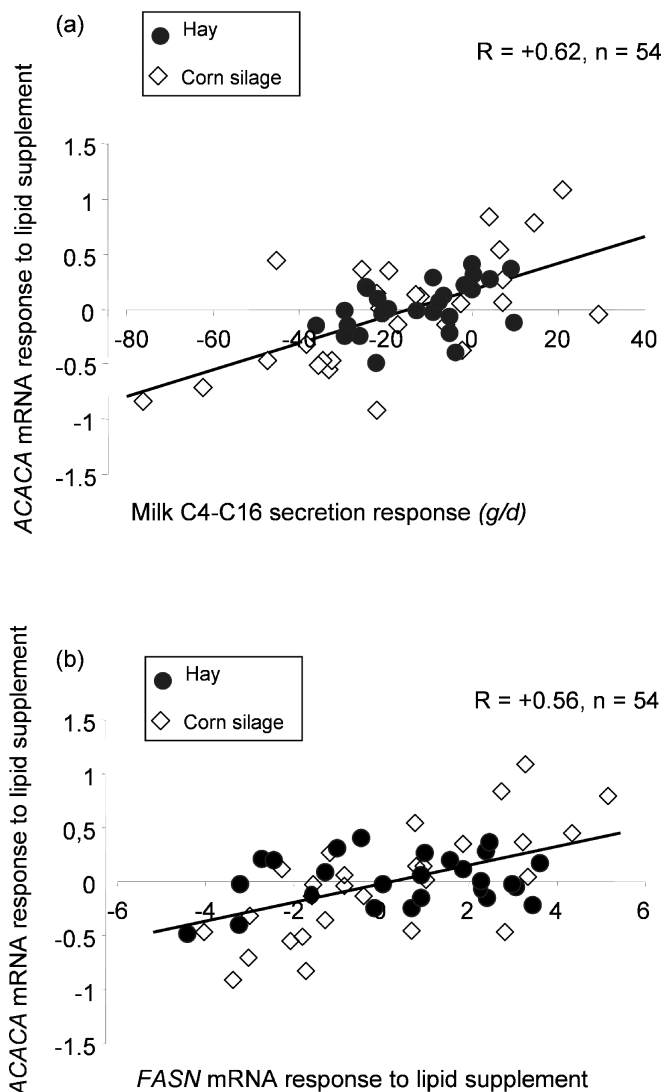 (a)
Hay
Corn silage
R = +0.62, n = 54
ACACA mRNA response to lipid supplement
1.5
1
0.5
0
-0.5
-1
-1.5
-80
-60
-40
-20
0
20
40
Milk C4-C16 secretion response (g/d)
(b)
Hay
Corn silage
R = +0.56, n = 54
ACACA mRNA response to lipid supplement
1.5
1
0,5
0
-0.5
-1
-1.5
-6
-4
-2
0
2
4
6
FASN mRNA response to lipid supplement